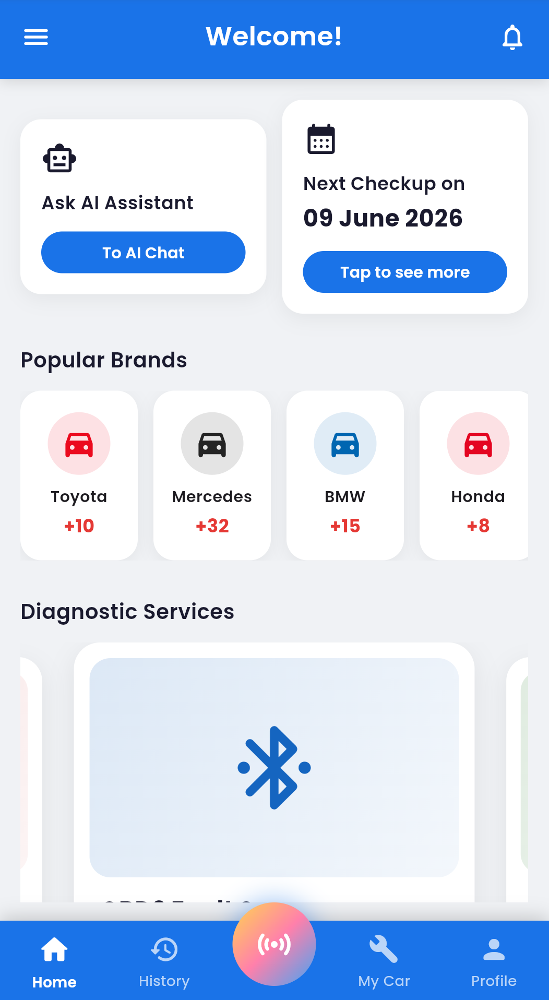 Welcome!
Ask AI Assistant
To AI Chat
Next Checkup on
09 June 2026
Tap to see more
Popular Brands
Toyota
+10
Mercedes
+32
BMW
+15
Honda
+8
Diagnostic Services
Home
History
My Car
Profile